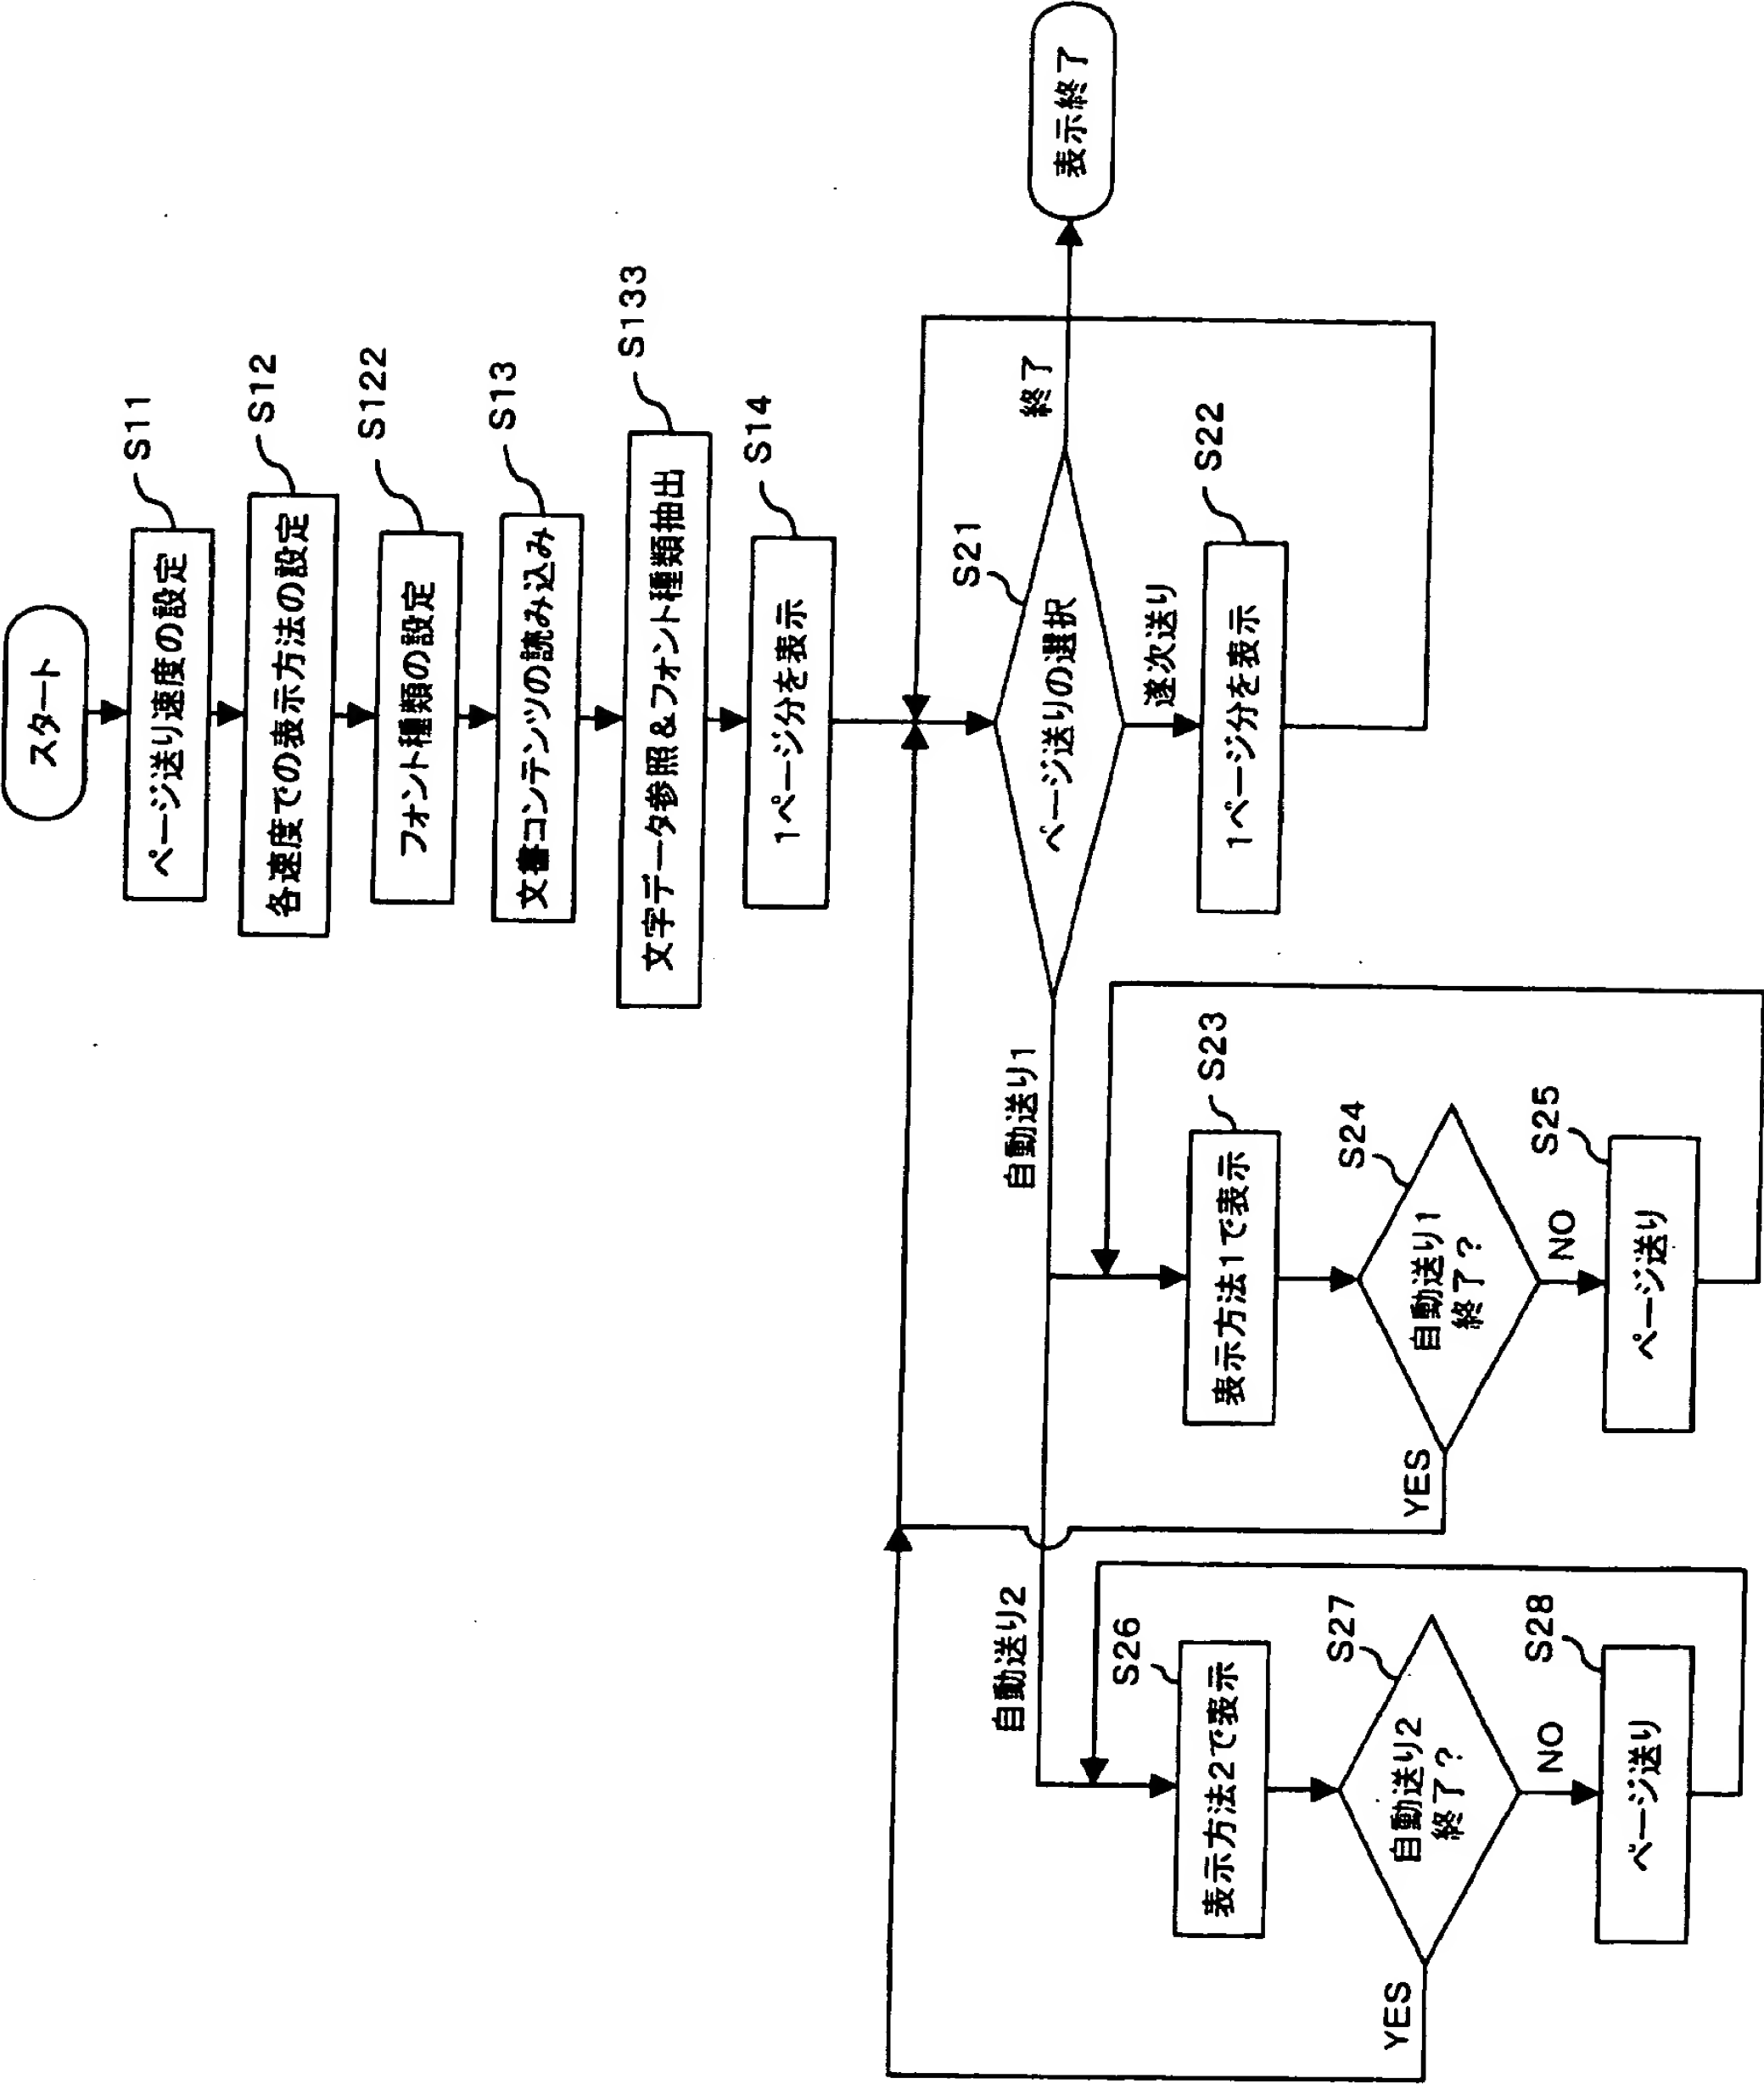 スタート
S11
ページ送り速度の設定
S12
各速度での表示方法の設定
S122
フォント種類の設定
S13
文書コンテンツの読み込み
S133
文字データ参照&フォント種類抽出
S14
1ページ分を表示
S21
ページ送りの選択
終了
表示終了
遂次送り
S22
1ページ分を表示
自動送り1
S23
表示方法1で表示
S24
自動送り1
終了?
YES
NO
S25
ページ送り
自動送り2
S26
表示方法2で表示
S27
自動送り2
終了?
YES
NO
S28
ページ送り